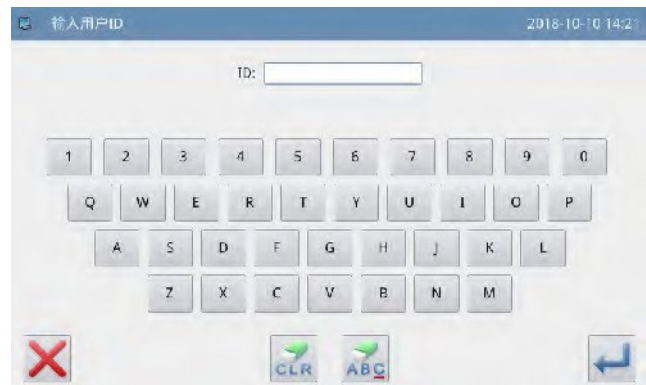 输入用户ID 2018-10-10 14:21
ID:
1 2 3 4 5 6 7 8 9 0
Q W E R T Y U I O P
A S D F G H J K L
Z X C V B N M
CLR ABC